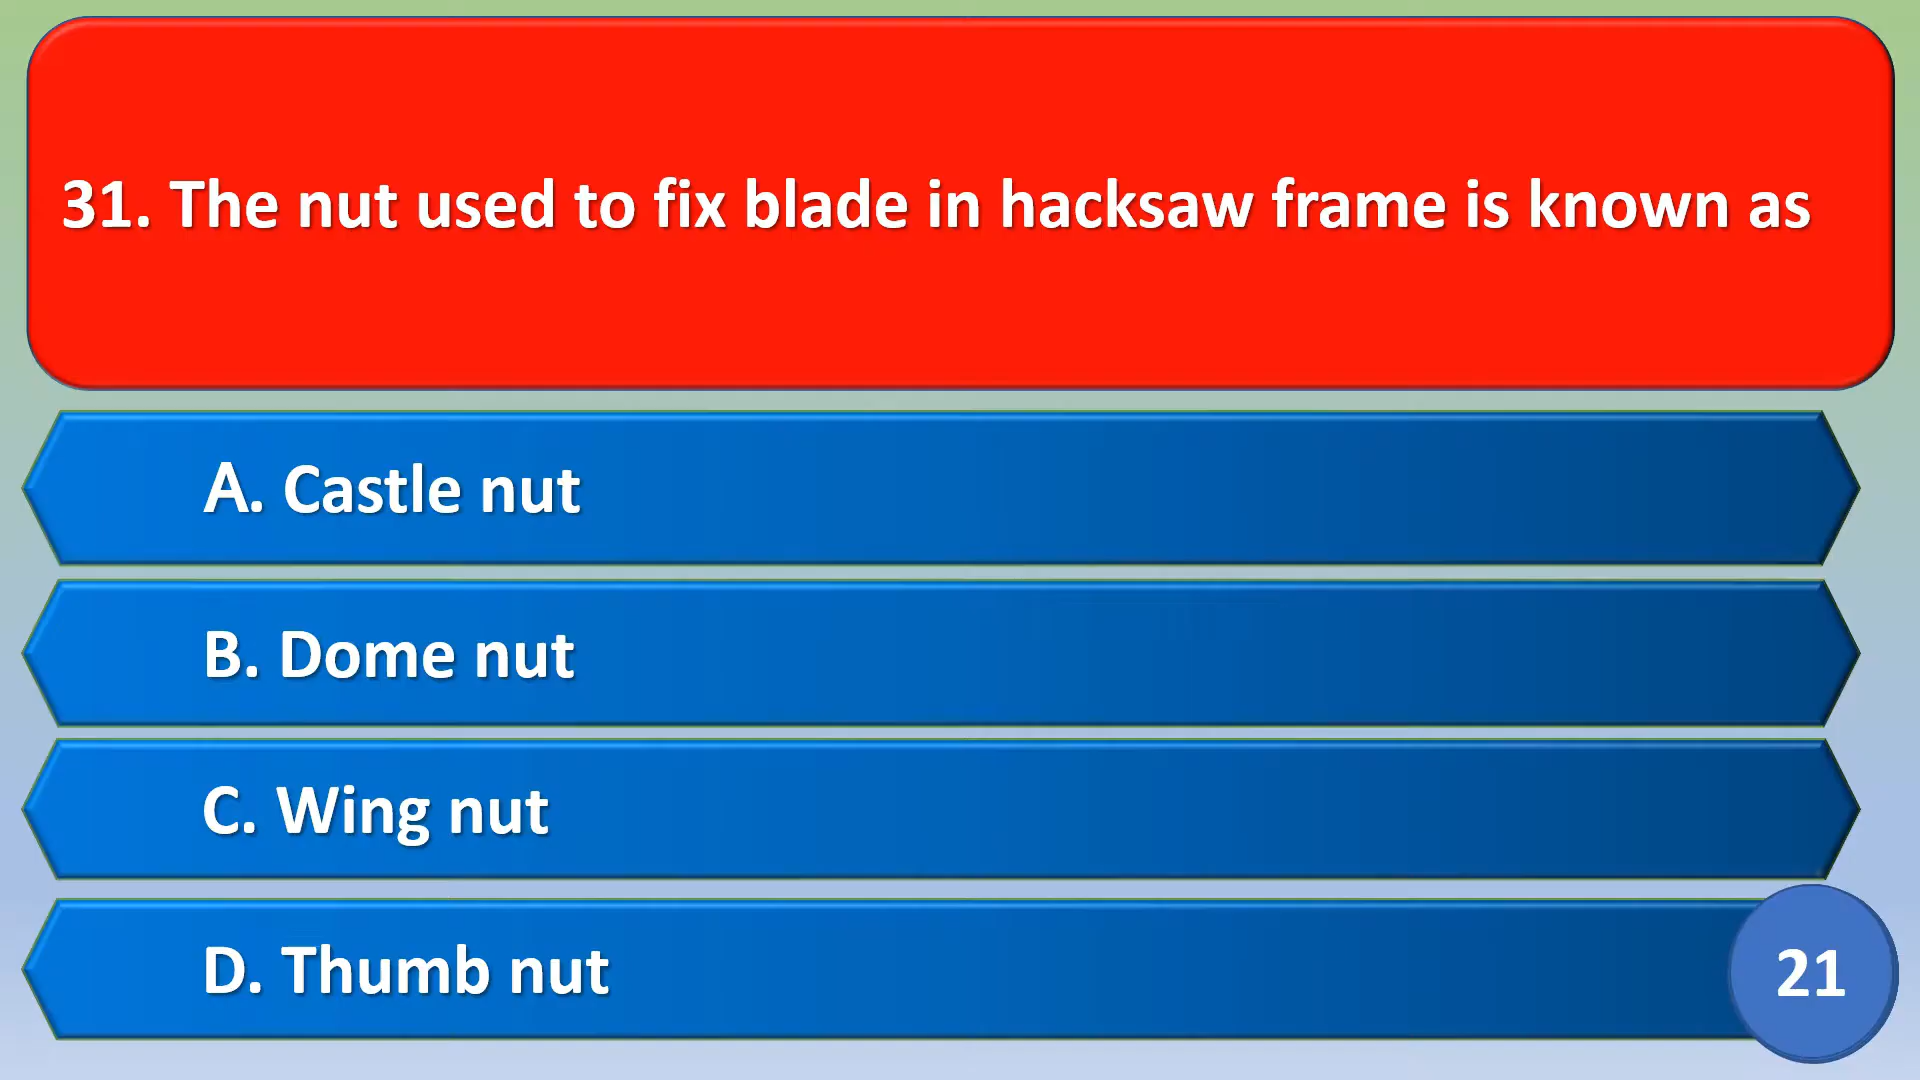 31. The nut used to fix blade in hacksaw frame is known as
A. Castle nut
B. Dome nut
C. Wing nut
D. Thumb nut
21